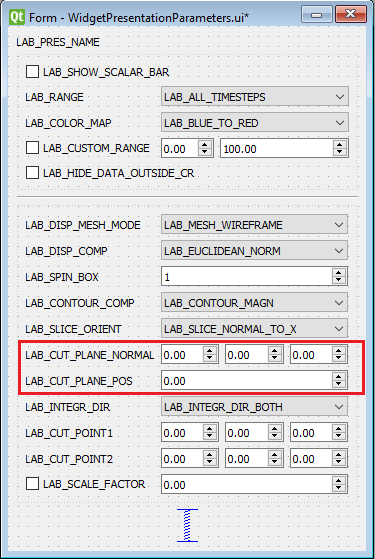 Qt Form - WidgetPresentationParameters.ui*
LAB_PRES_NAME
LAB_SHOW_SCALAR_BAR
LAB_RANGE LAB_ALL_TIMESTEPS
LAB_COLOR_MAP LAB_BLUE_TO_RED
LAB_CUSTOM_RANGE 0.00 100.00
LAB_HIDE_DATA_OUTSIDE_CR
LAB_DISP_MESH_MODE LAB_MESH_WIREFRAME
LAB_DISP_COMP LAB_EUCLIDEAN_NORM
LAB_SPIN_BOX 1
LAB_CONTOUR_COMP LAB_CONTOUR_MAGN
LAB_SLICE_ORIENT LAB_SLICE_NORMAL_TO_X
LAB_CUT_PLANE_NORMAL 0.00 0.00 0.00
LAB_CUT_PLANE_POS 0.00
LAB_INTEGR_DIR LAB_INTEGR_DIR_BOTH
LAB_CUT_POINT1 0.00 0.00 0.00
LAB_CUT_POINT2 0.00 0.00 0.00
LAB_SCALE_FACTOR 0.00